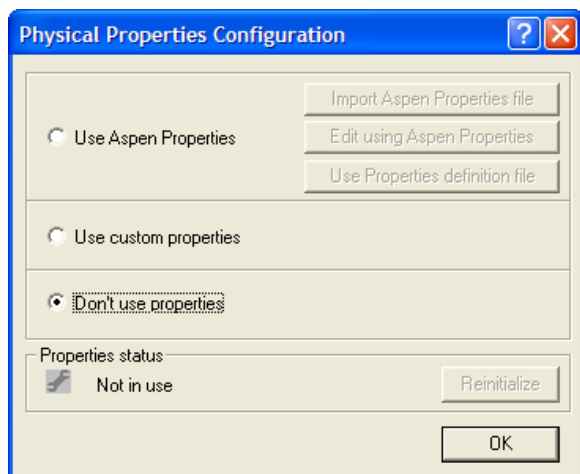 Physical Properties Configuration
Import Aspen Properties file
Use Aspen Properties
Edit using Aspen Properties
Use Properties definition file
Use custom properties
Don't use properties
Properties status
Not in use
Reinitialize
OK